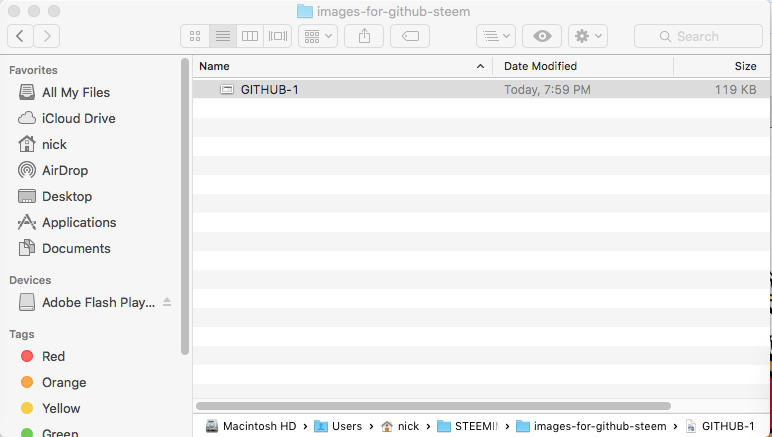 images-for-github-steem
Search
Favorites
All My Files
iCloud Drive
nick
AirDrop
Desktop
Applications
Documents
Devices
Adobe Flash Play...
Tags
Red
Orange
Yellow
Green
Name Date Modified Size
GITHUB-1 Today, 7:59 PM 119 KB
Macintosh HD Users nick STEEMI images-for-github-steem GITHUB-1